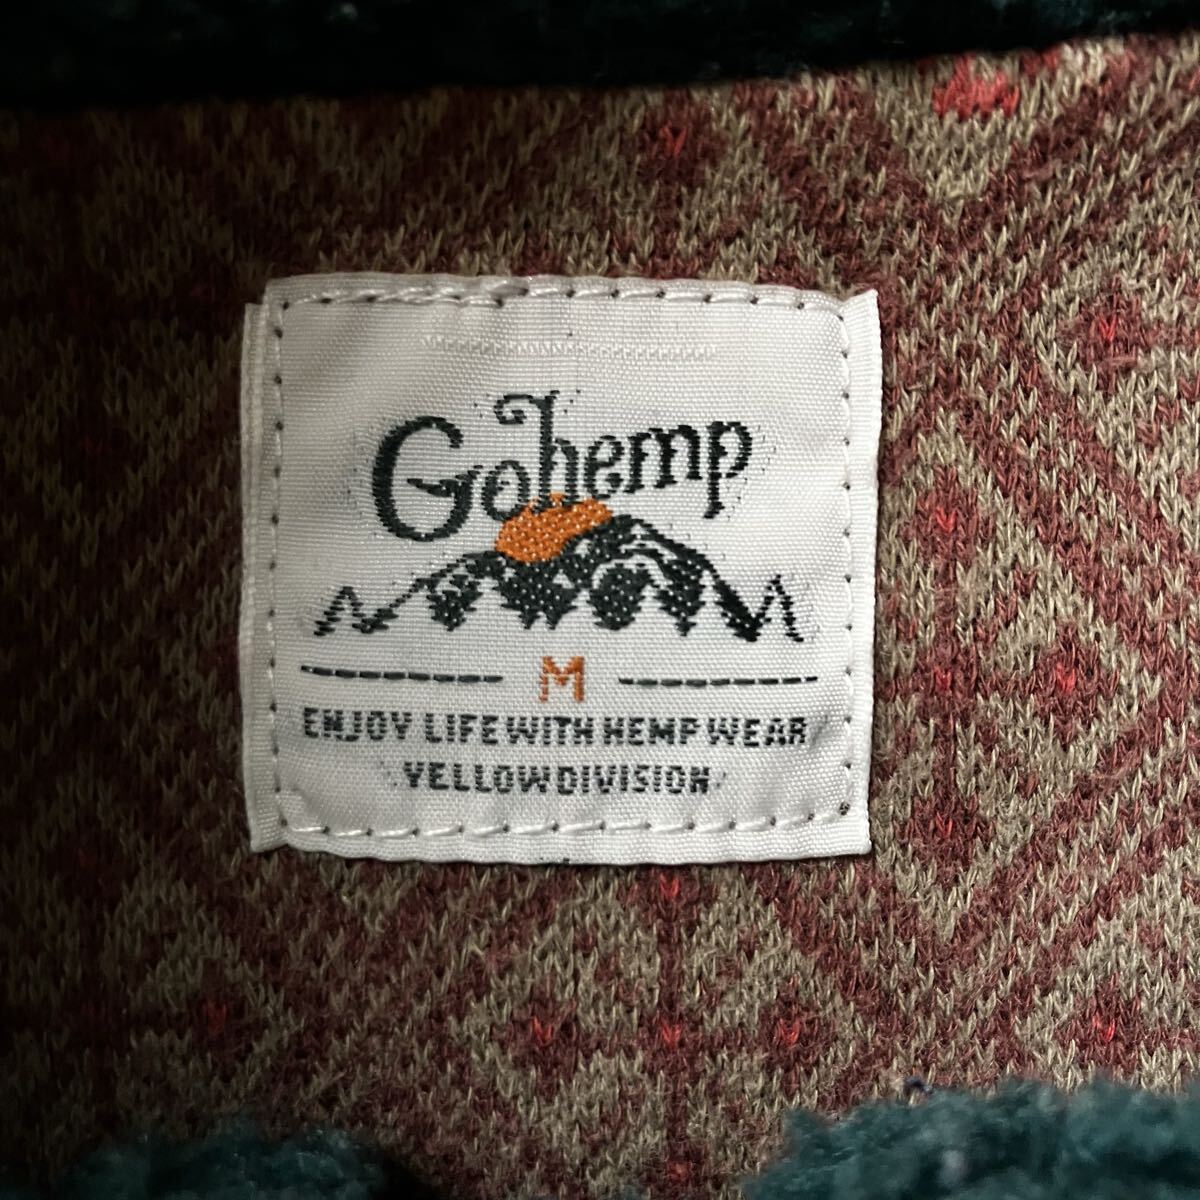 Gohemp
M
ENJOY LIFE WITH HEMP WEAR
YELLOW DIVISION